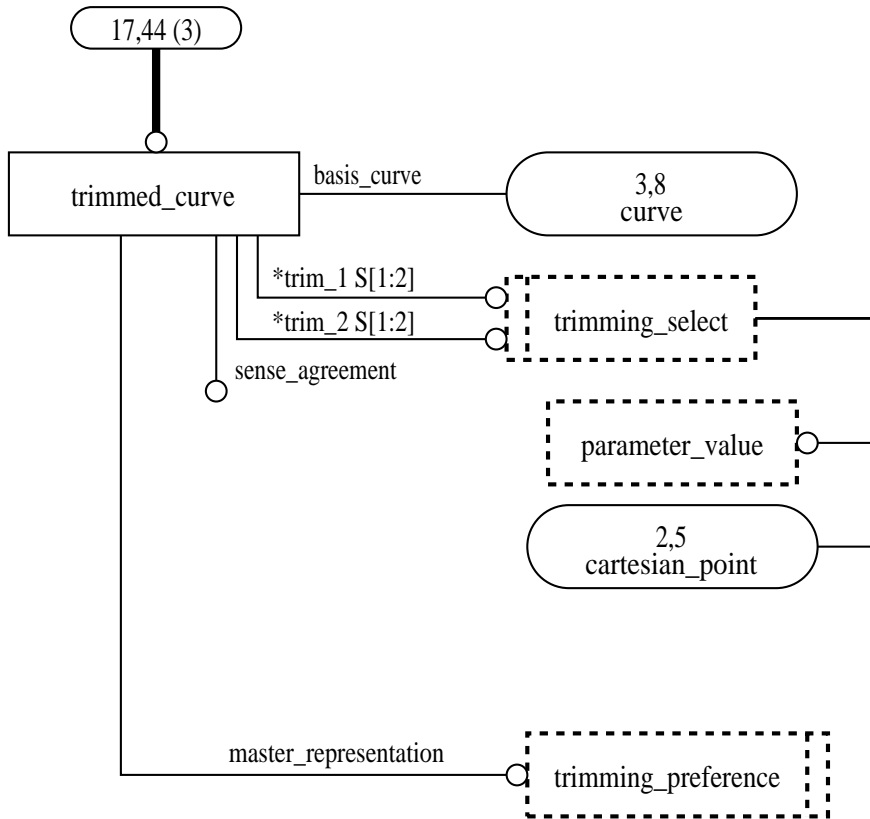 17,44 (3)
trimmed_curve
basis_curve
3,8
curve
*trim_1 S[1:2]
*trim_2 S[1:2]
trimming_select
sense_agreement
parameter_value
2,5
cartesian_point
master_representation
trimming_preference